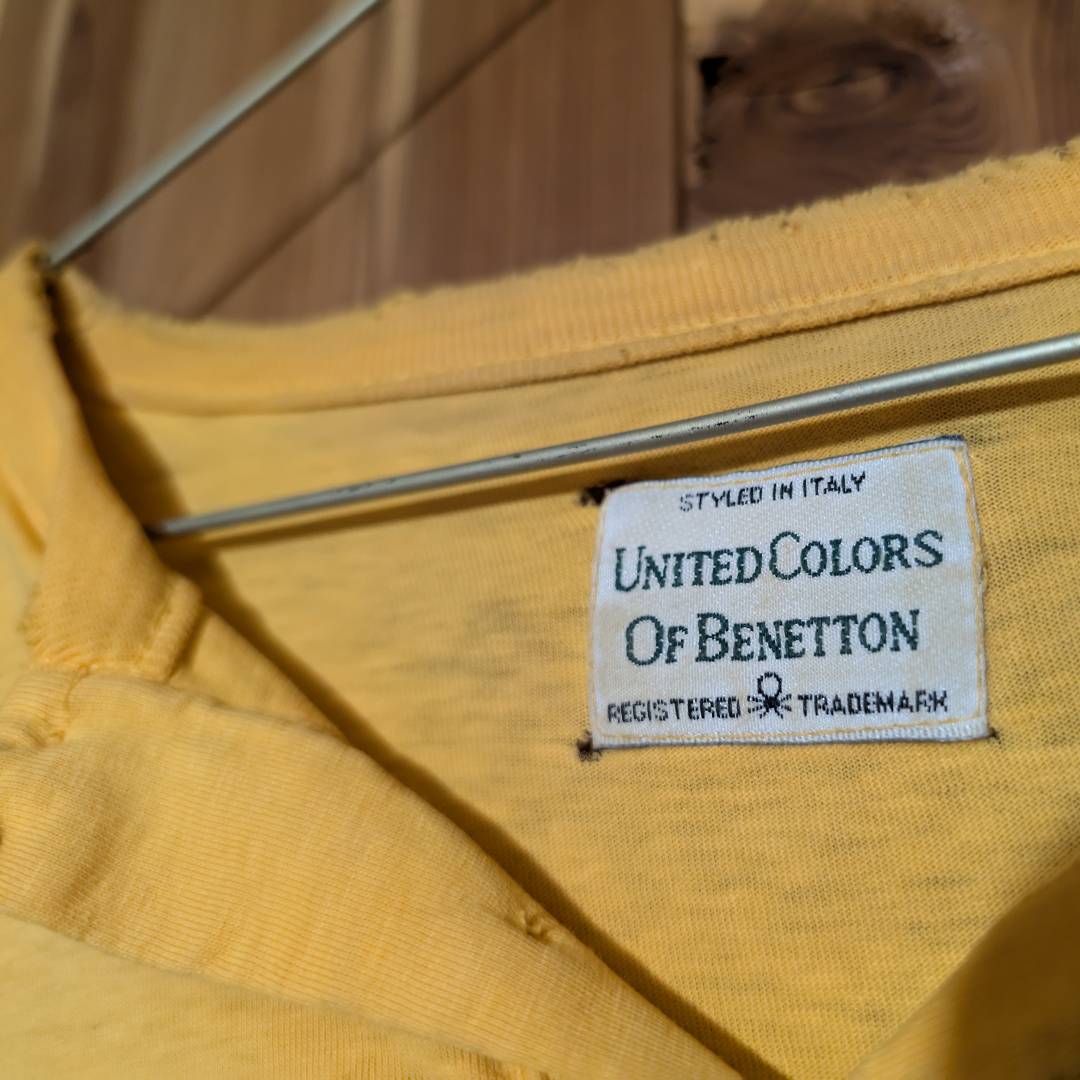 STYLED IN ITALY
UNITED COLORS
OF BENETTON
REGISTERED TRADEMARK